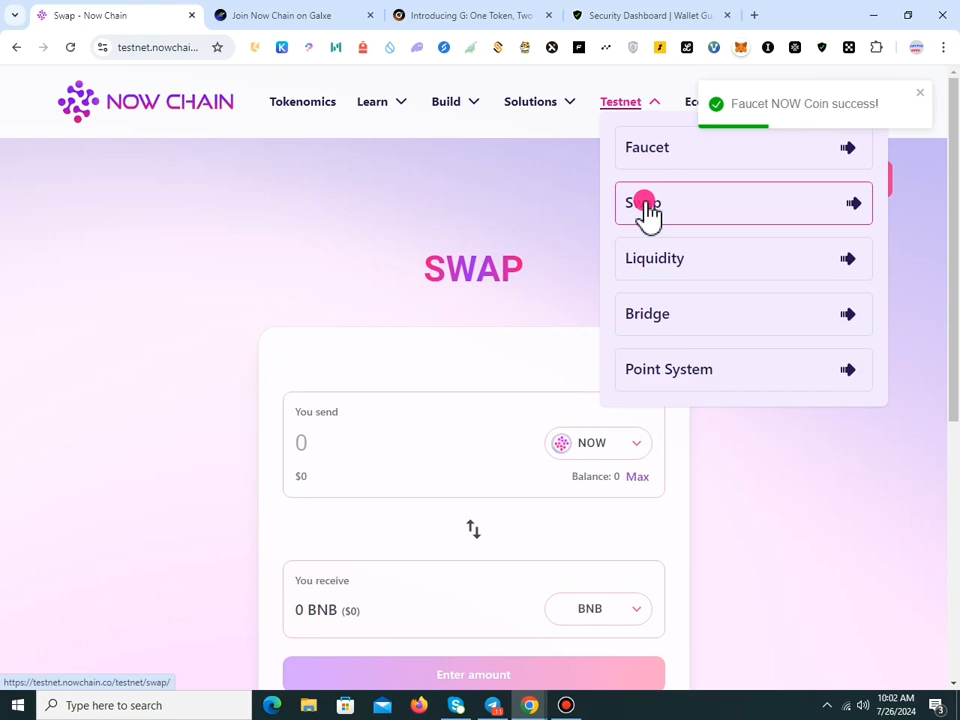 Swap - Now Chain
Join Now Chain on Galxe
Introducing G: One Token, Two
Security Dashboard | Wallet Gu
testnet.nowchai...
NOW CHAIN
Tokenomics
Learn
Build
Solutions
Testnet
Faucet NOW Coin success!
Faucet
Liquidity
Bridge
Point System
SWAP
You send
0
NOW
$0
Balance: 0 Max
You receive
0 BNB ($0)
BNB
Enter amount
https://testnet.nowchain.co/testnet/swap/
Type here to search
11
10:02 AM
7/26/2024
3